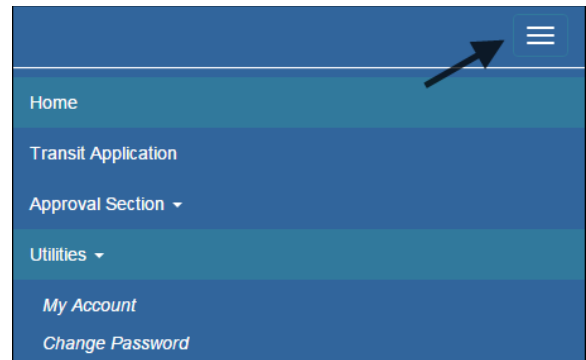 Home
Transit Application
Approval Section
Utilities
My Account
Change Password